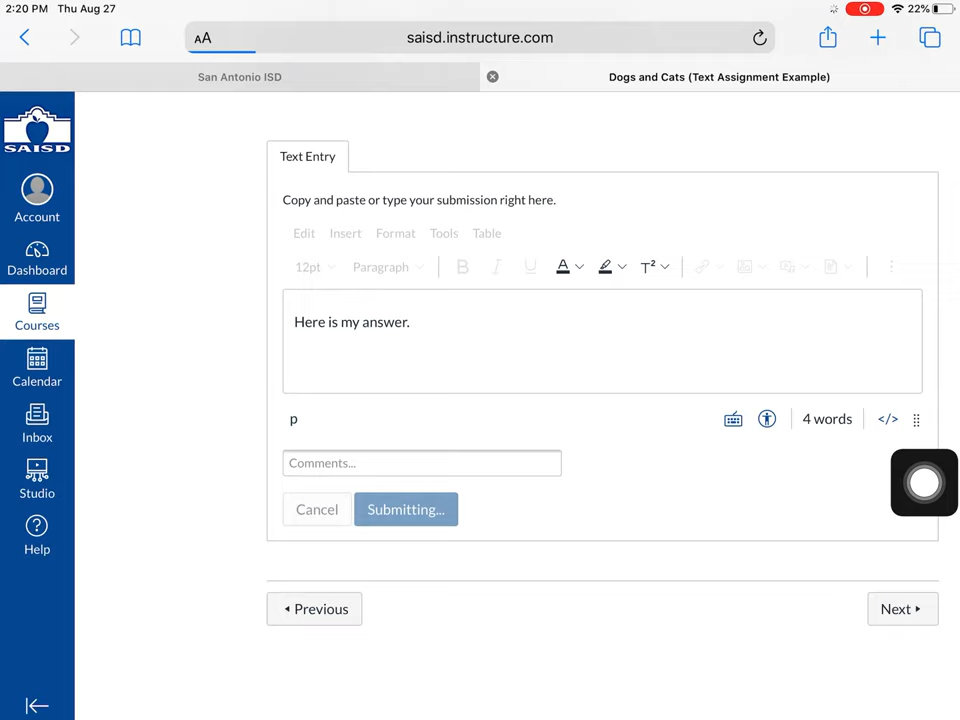 2:20 PM Thu Aug 27 22%
AA saisd.instructure.com
San Antonio ISD Dogs and Cats (Text Assignment Example)
SAISD
Account
Dashboard
Courses
Calendar
Inbox
Studio
Help
Text Entry
Copy and paste or type your submission right here.
Edit Insert Format Tools Table
12pt Paragraph B I U A T²
Here is my answer.
p 4 words </>
Comments...
Cancel Submitting...
Previous Next